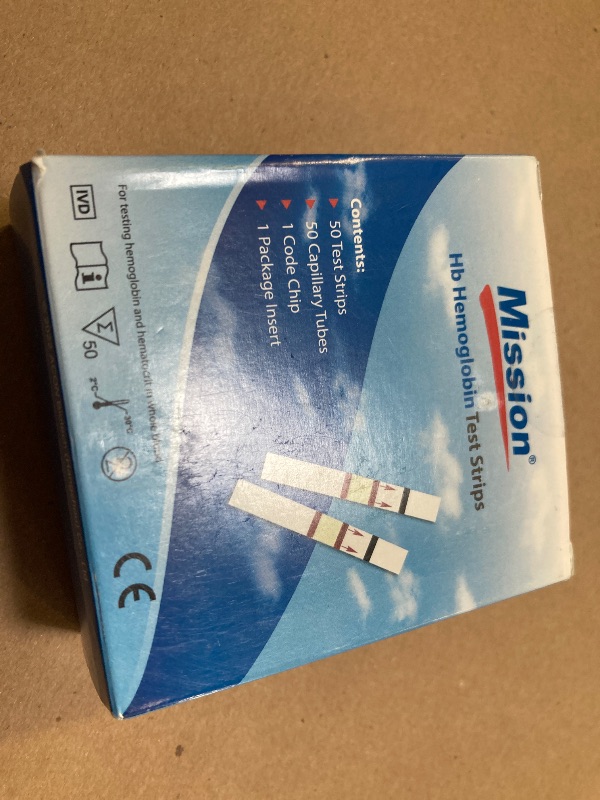 Mission®
Hb Hemoglobin Test Strips
Contents:
50 Test Strips
50 Capillary Tubes
1 Code Chip
1 Package Insert
For testing hemoglobin and hematocrit in whole
IVD
i
Σ
50
2°C
30°C
2
CE